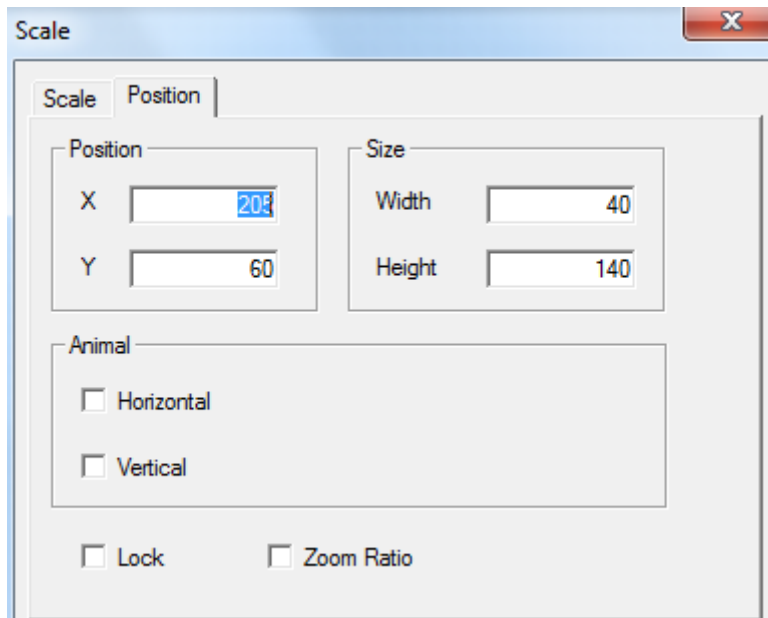 Scale
Scale Position
Position
X 205
Y 60
Size
Width 40
Height 140
Animal
Horizontal
Vertical
Lock Zoom Ratio